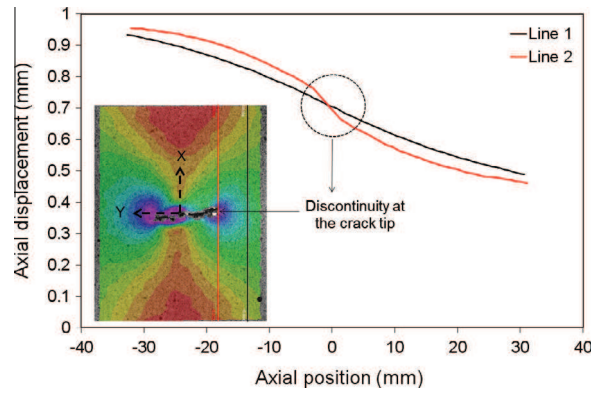 1
0.9
0.8
0.7
0.6
0.5
0.4
0.3
0.2
0.1
0
-40
-30
-20
-10
0
10
20
30
40
Axial displacement (mm)
Axial position (mm)
Line 1
Line 2
X
Y
Discontinuity at
the crack tip